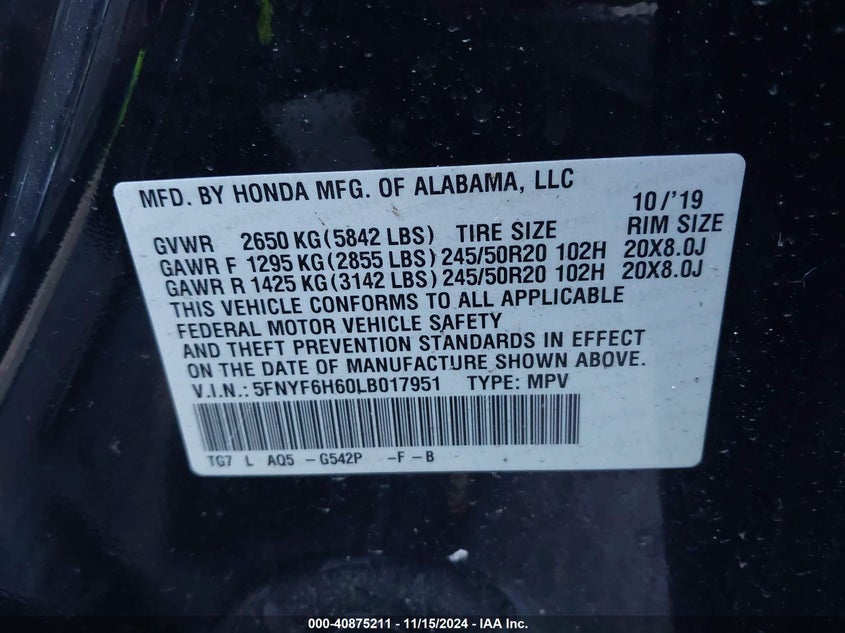 MFD. BY HONDA MFG. OF ALABAMA, LLC 10/'19
GVWR 2650 KG(5842 LBS) TIRE SIZE RIM SIZE
GAWR F 1295 KG(2855 LBS) 245/50R20 102H 20X8.0J
GAWR R 1425 KG(3142 LBS) 245/50R20 102H 20X8.0J
THIS VEHICLE CONFORMS TO ALL APPLICABLE
FEDERAL MOTOR VEHICLE SAFETY
AND THEFT PREVENTION STANDARDS IN EFFECT
ON THE DATE OF MANUFACTURE SHOWN ABOVE.
V.I.N.: 5FNYF6H60LB017951 TYPE: MPV
TG7 L AQ5 -G542P -F -B
000-40875211 - 11/15/2024 - IAA Inc.